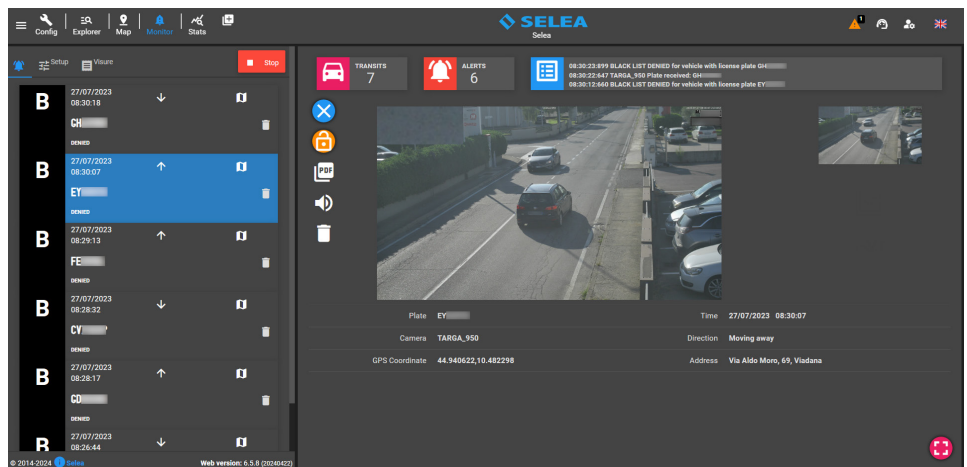 Config
Explorer
Map
Monitor
Stats
SELEA
Selea
1
Setup
Visure
Stop
TRANSITS
7
ALERTS
6
08:30:23:899 BLACK LIST DENIED for vehicle with license plate GH
08:30:22:647 TARGA_950 Plate received: GH
08:30:12:660 BLACK LIST DENIED for vehicle with license plate EY
B
27/07/2023
08:30:18
CH
DENIED
B
27/07/2023
08:30:07
EY
DENIED
B
27/07/2023
08:29:13
FE
DENIED
B
27/07/2023
08:28:32
CV
DENIED
B
27/07/2023
08:28:17
CD
DENIED
B
27/07/2023
08:26:44
PDF
Plate EY
Time 27/07/2023 08:30:07
Camera TARGA_950
Direction Moving away
GPS Coordinate 44.940622,10.482298
Address Via Aldo Moro, 69, Viadana
© 2014-2024 Selea
Web version: 6.5.8 (20240422)